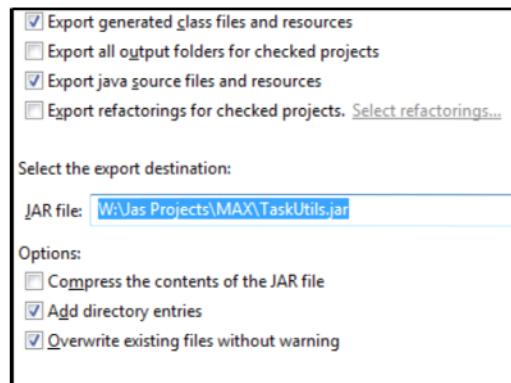 Export generated class files and resources
Export all output folders for checked projects
Export java source files and resources
Export refactorings for checked projects. Select refactorings...
Select the export destination:
JAR file: W:\Jas Projects\MAX\TaskUtils.jar
Options:
Compress the contents of the JAR file
Add directory entries
Overwrite existing files without warning